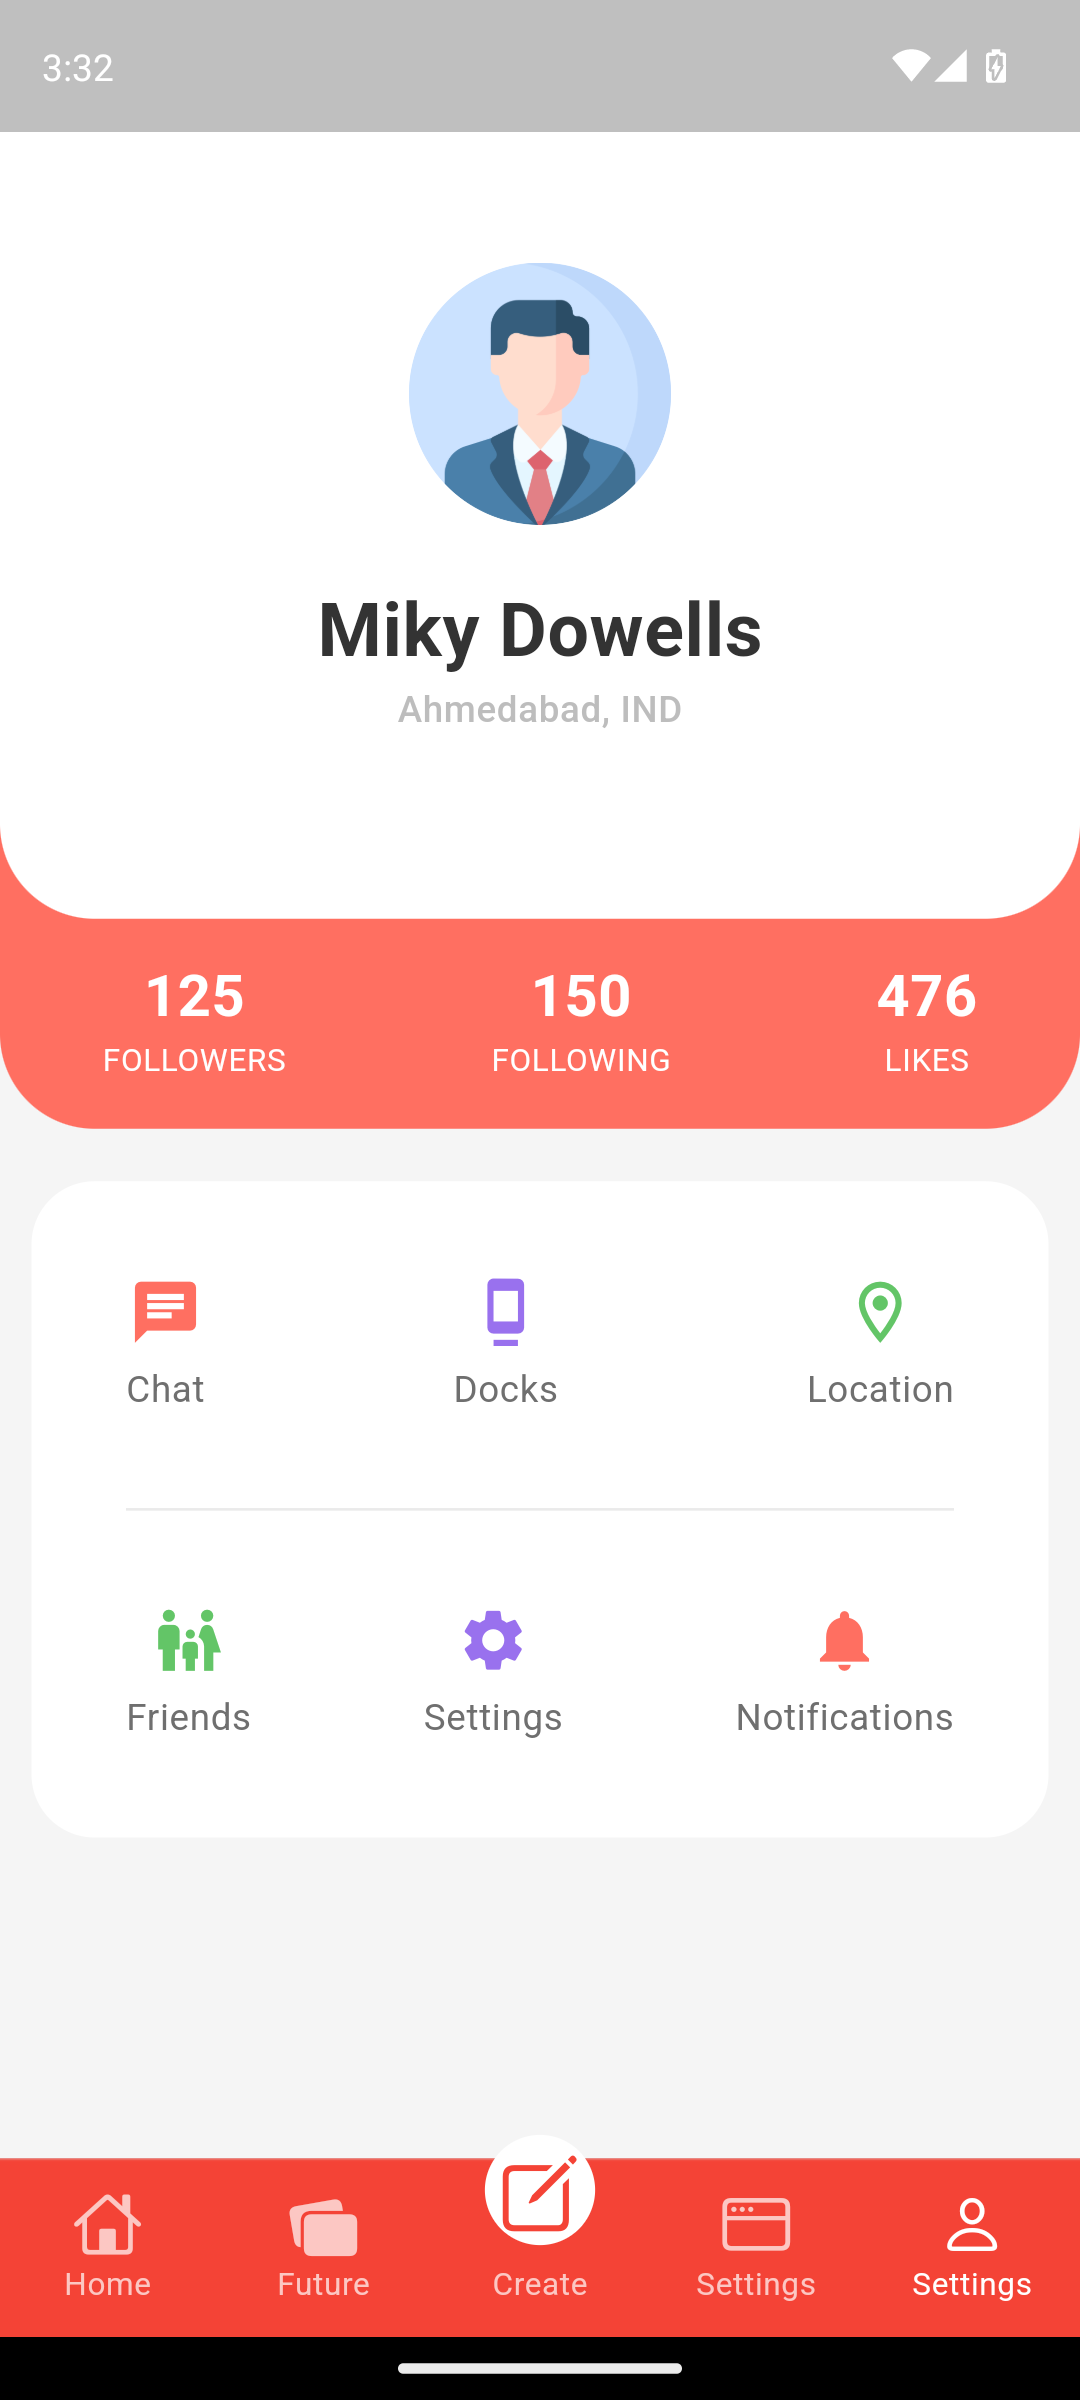 3:32
Miky Dowells
Ahmedabad, IND
125 150 476
FOLLOWERS FOLLOWING LIKES
Chat Docks Location
Friends Settings Notifications
Home Future Create Settings Settings